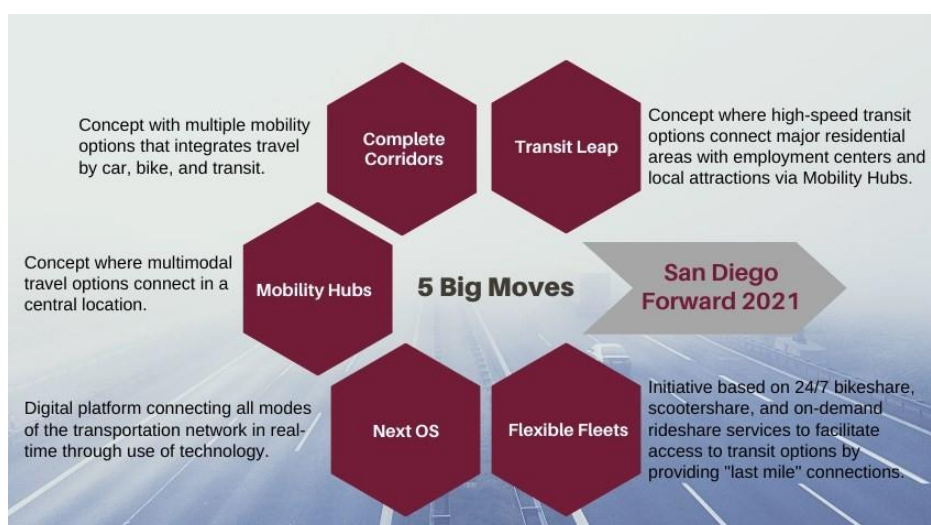 Concept with multiple mobility
options that integrates travel
by car, bike, and transit.
Complete
Corridors
Transit Leap
Concept where high-speed transit
options connect major residential
areas with employment centers and
local attractions via Mobility Hubs.
Concept where multimodal
travel options connect in a
central location.
Mobility Hubs
5 Big Moves
San Diego
Forward 2021
Digital platform connecting all modes
of the transportation network in real-
time through use of technology.
Next OS
Flexible Fleets
Initiative based on 24/7 bikeshare,
scootershare, and on-demand
rideshare services to facilitate
access to transit options by
providing "last mile" connections.